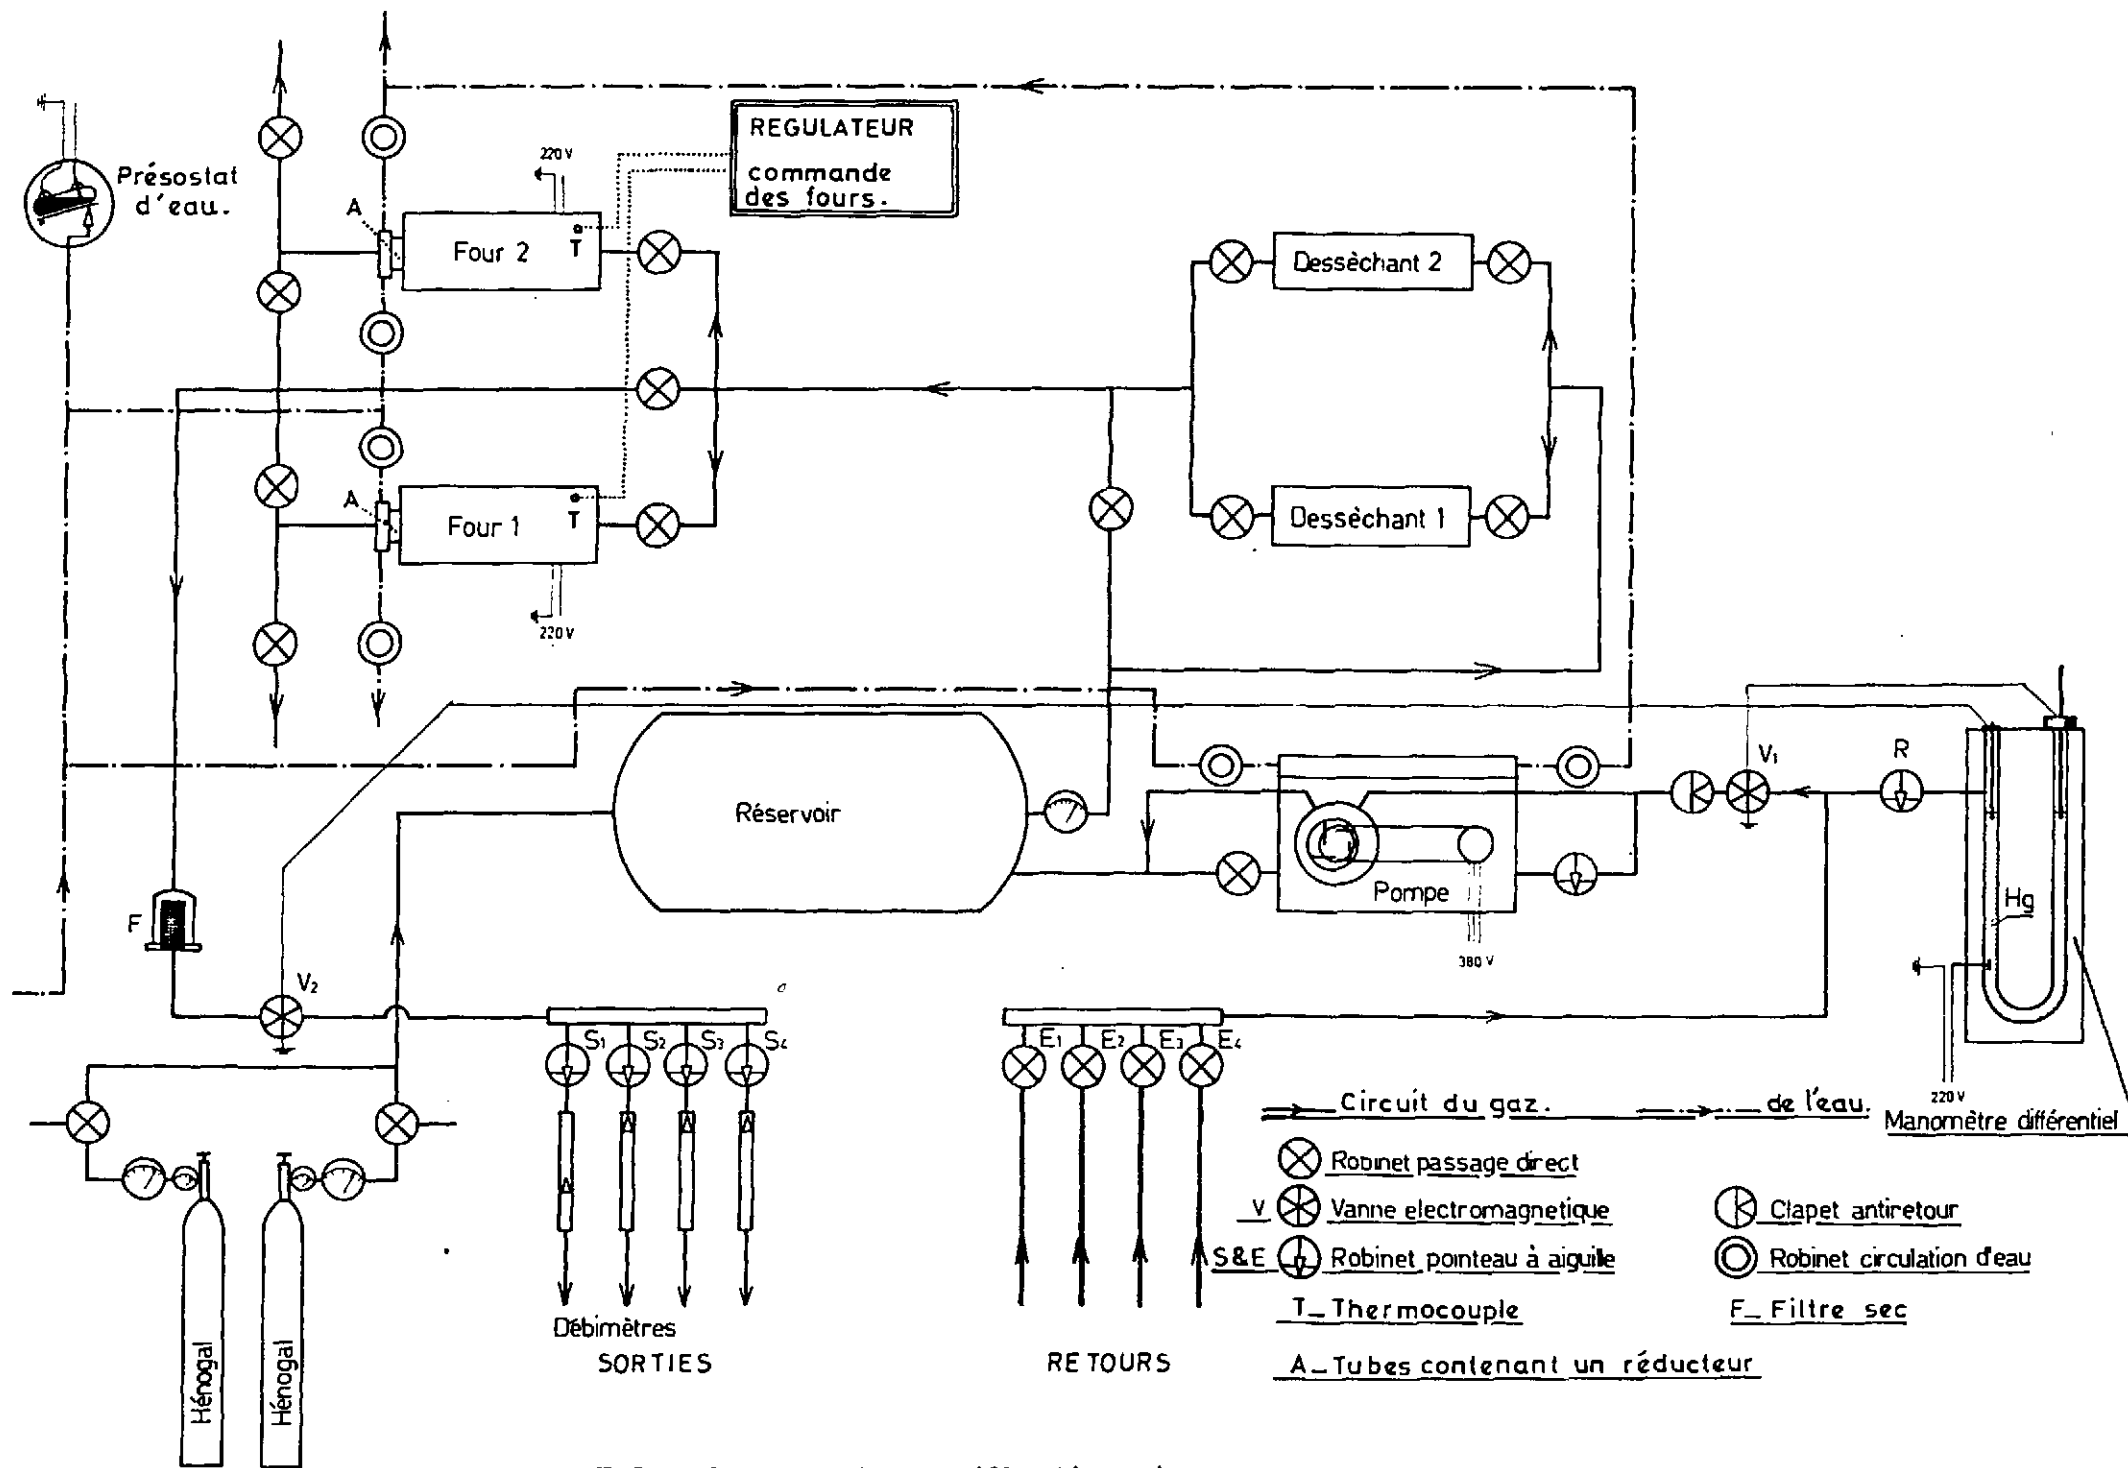 REGULATEUR
commande
des fours.
Présostat
d'eau.
220 V
A
Four 2
T
Dessèchant 2
A
Four 1
T
220 V
Dessèchant 1
Réservoir
V1
R
Pompe
Hg
380 V
F
V2
S1
S2
S3
S4
E1
E2
E3
E4
220 V
Manomètre différentiel
Circuit du gaz.
de l'eau.
Robinet passage direct
V
Vanne electromagnetique
Clapet antiretour
S&E
Robinet pointeau à aiguille
Robinet circulation d'eau
T_Thermocouple
F_ Filtre sec
A_Tubes contenant un réducteur
Débimètres
SORTIES
RETOURS
Hénogal
Hénogal